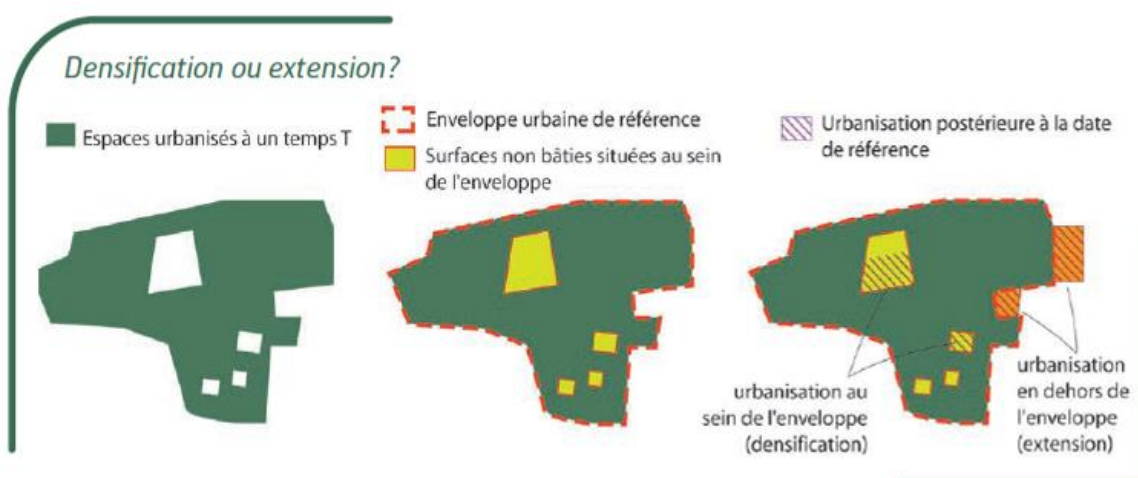 Densification ou extension?
Espaces urbanisés à un temps T
Enveloppe urbaine de référence
Surfaces non bâties situées au sein
de l'enveloppe
Urbanisation postérieure à la date
de référence
urbanisation au
sein de l'enveloppe
(densification)
urbanisation
en dehors de
l'enveloppe
(extension)